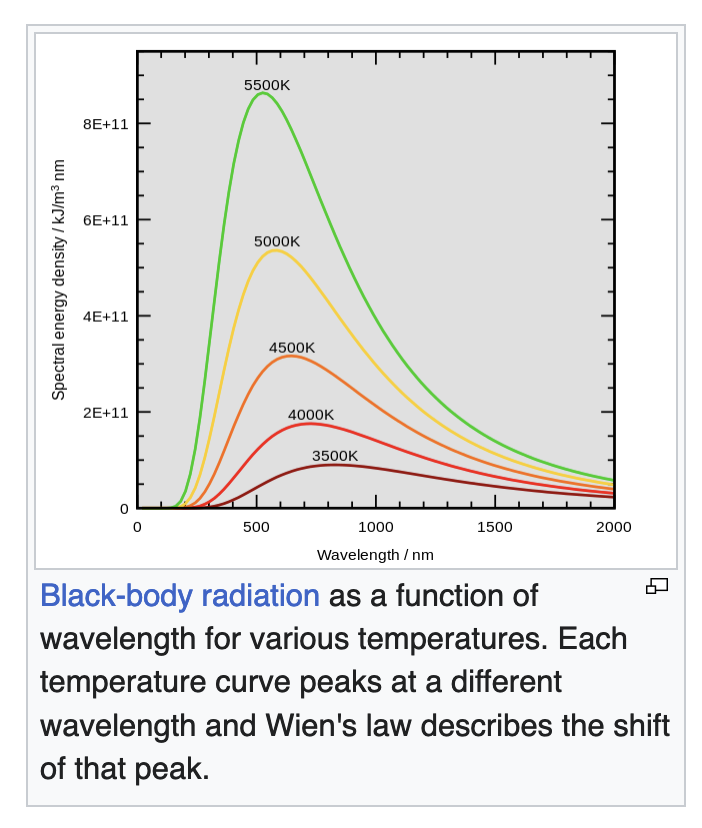 5500K
8E+11
6E+11
5000K
4E+11
4500K
2E+11
4000K
3500K
0
0 500 1000 1500 2000
Spectral energy density / kJ/m³ nm
Wavelength / nm
Black-body radiation as a function of
wavelength for various temperatures. Each
temperature curve peaks at a different
wavelength and Wien's law describes the shift
of that peak.